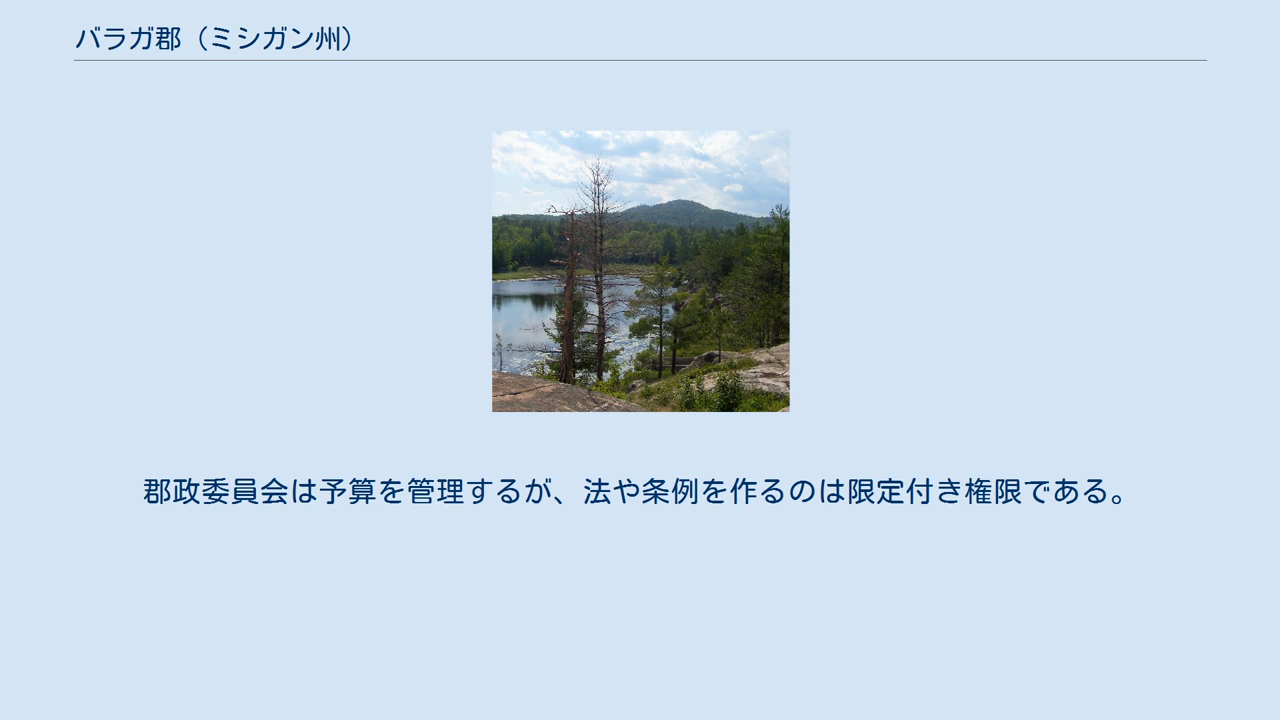 バラガ郡（ミシガン州）
郡政委員会は予算を管理するが、法や条例を作るのは限定付き権限である。